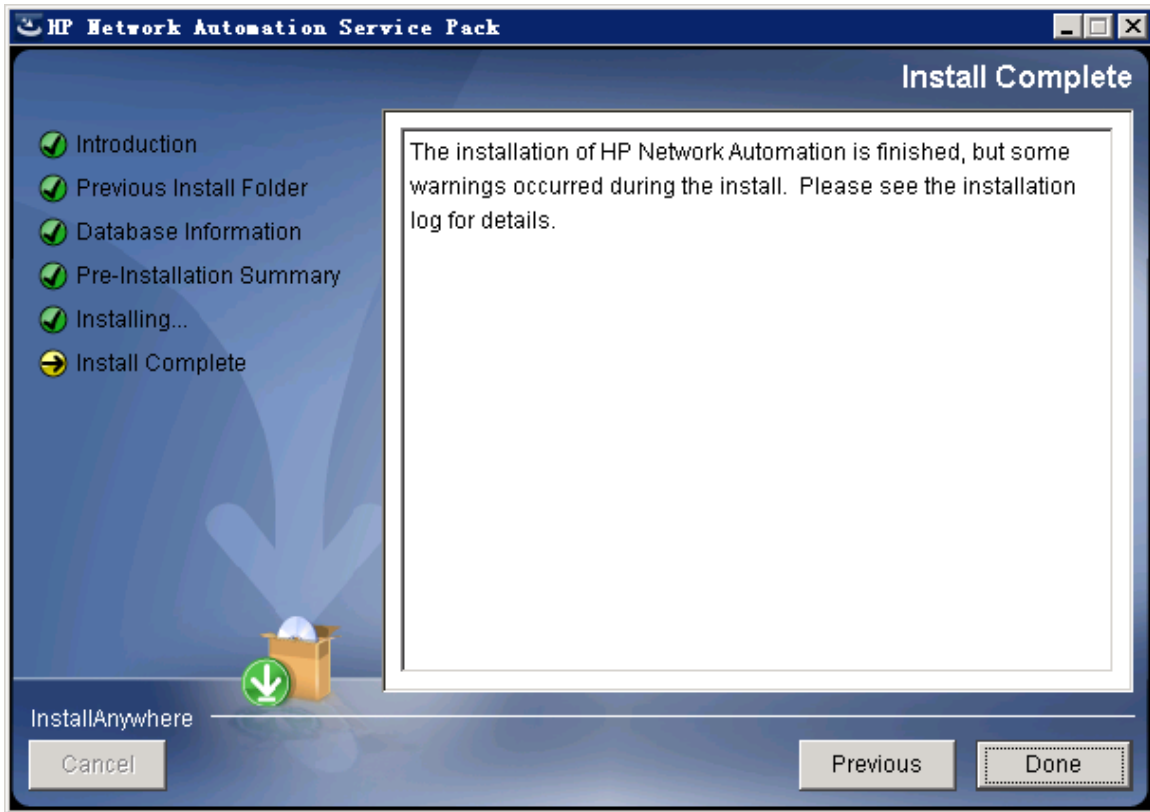 HP Network Automation Service Pack
Install Complete
Introduction
Previous Install Folder
Database Information
Pre-Installation Summary
Installing...
Install Complete
The installation of HP Network Automation is finished, but some
warnings occurred during the install.  Please see the installation
log for details.
InstallAnywhere
Cancel
Previous
Done